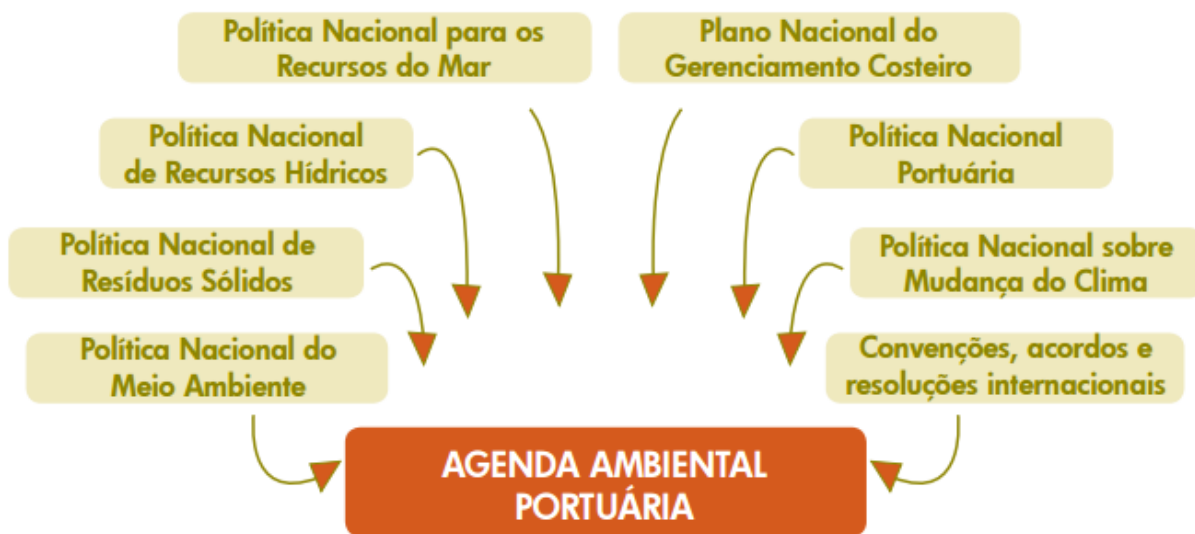 Política Nacional para os
Recursos do Mar
Plano Nacional do
Gerenciamento Costeiro
Política Nacional
de Recursos Hídricos
Política Nacional
Portuária
Política Nacional de
Resíduos Sólidos
Política Nacional sobre
Mudança do Clima
Política Nacional do
Meio Ambiente
Convenções, acordos e
resoluções internacionais
AGENDA AMBIENTAL
PORTUÁRIA